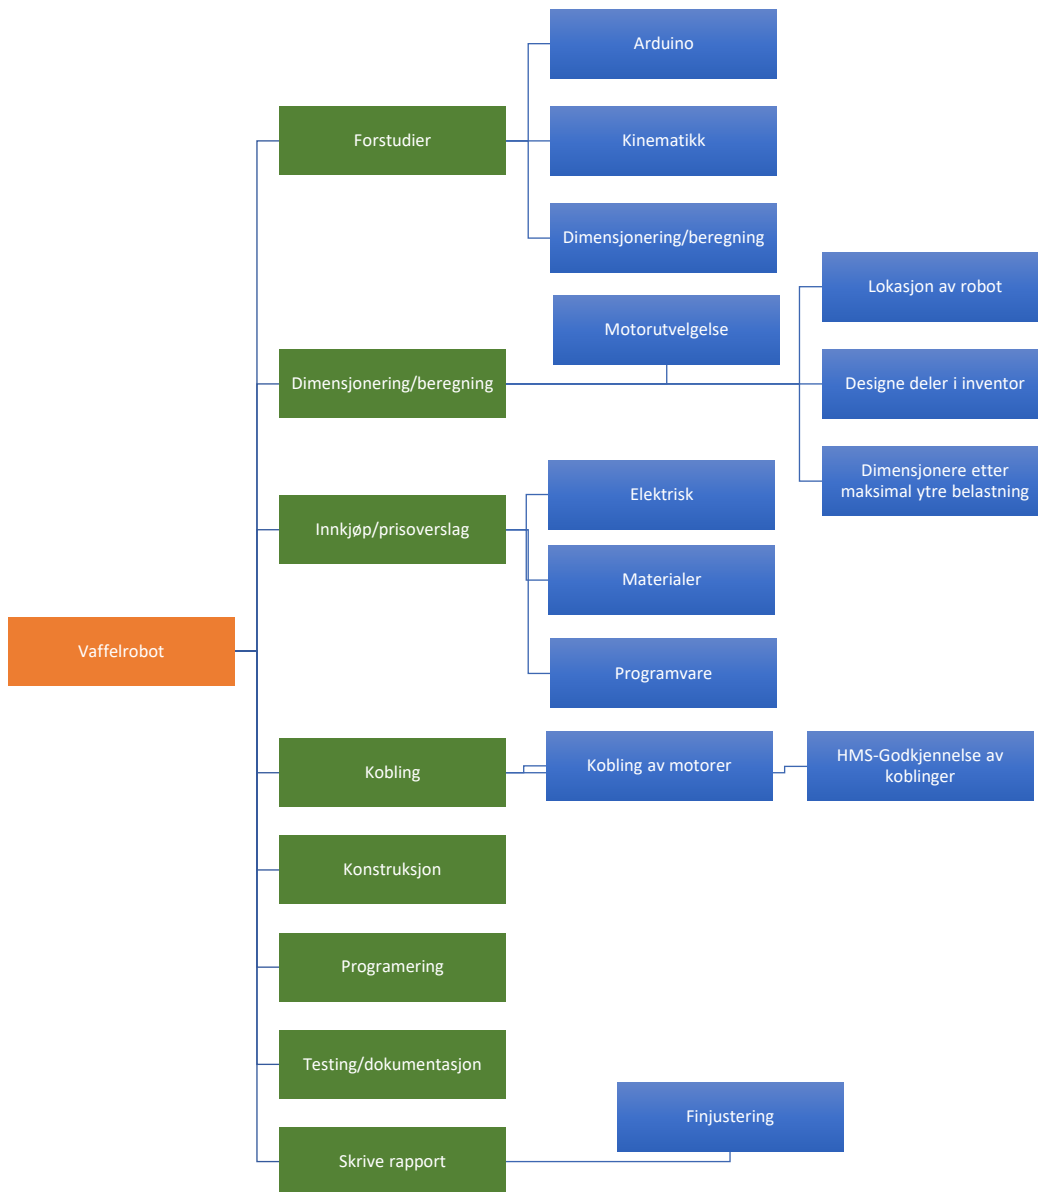 Vaffelrobot
Forstudier
Arduino
Kinematikk
Dimensjonering/beregning
Dimensjonering/beregning
Motorutvelgelse
Lokasjon av robot
Designe deler i inventor
Dimensjonere etter
maksimal ytre belastning
Innkjøp/prisoverslag
Elektrisk
Materialer
Programvare
Kobling
Kobling av motorer
HMS-Godkjennelse av
koblinger
Konstruksjon
Programering
Testing/dokumentasjon
Skrive rapport
Finjustering